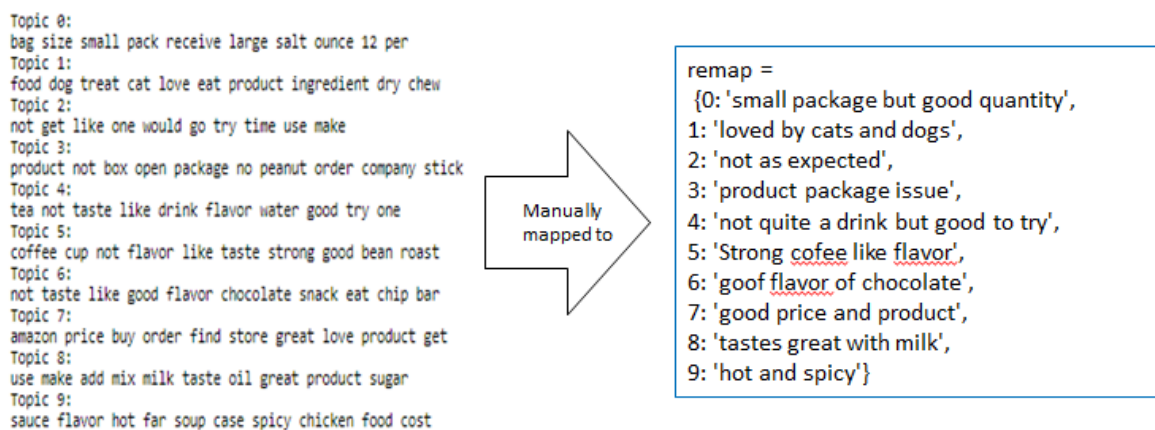 Topic 0:
bag size small pack receive large salt ounce 12 per
Topic 1:
food dog treat cat love eat product ingredient dry chew
Topic 2:
not get like one would go try time use make
Topic 3:
product not box open package no peanut order company stick
Topic 4:
tea not taste like drink flavor water good try one
Topic 5:
coffee cup not flavor like taste strong good bean roast
Topic 6:
not taste like good flavor chocolate snack eat chip bar
Topic 7:
amazon price buy order find store great love product get
Topic 8:
use make add mix milk taste oil great product sugar
Topic 9:
sauce flavor hot far soup case spicy chicken food cost
Manually
mapped to
remap =
{0: 'small package but good quantity',
1: 'loved by cats and dogs',
2: 'not as expected',
3: 'product package issue',
4: 'not quite a drink but good to try',
5: 'Strong cofee like flavor',
6: 'goof flavor of chocolate',
7: 'good price and product',
8: 'tastes great with milk',
9: 'hot and spicy'}